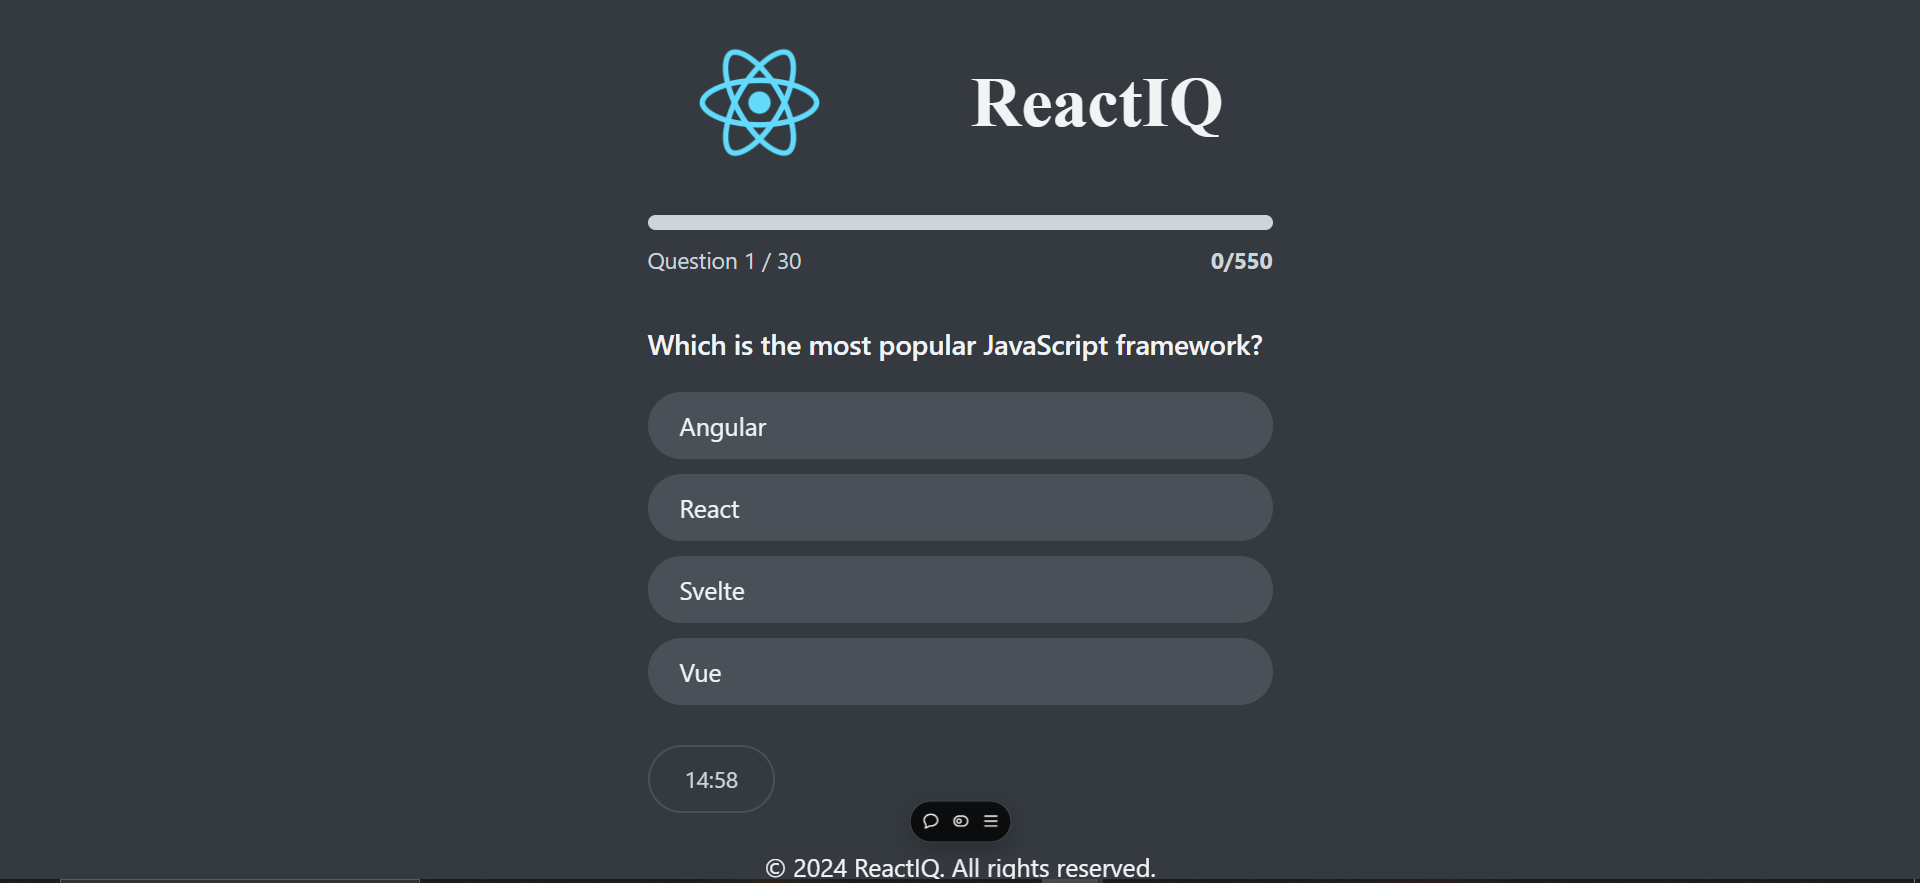 ReactIQ
Question 1 / 30
0/550
Which is the most popular JavaScript framework?
Angular
React
Svelte
Vue
14:58
© 2024 ReactIQ. All rights reserved.